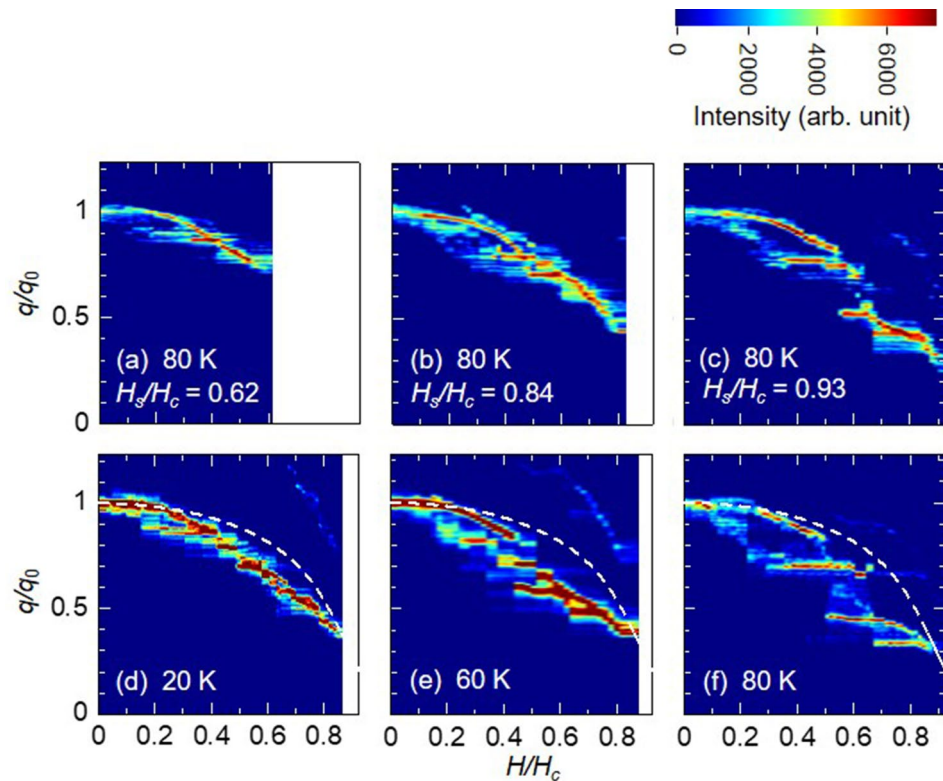 0 2000 4000 6000
Intensity (arb. unit)
1
0.5
0
q/q0
(a) 80 K
Hs/Hc = 0.62
(b) 80 K
Hs/Hc = 0.84
(c) 80 K
Hs/Hc = 0.93
1
0.5
0
q/q0
(d) 20 K
(e) 60 K
(f) 80 K
0 0.2 0.4 0.6 0.8
0 0.2 0.4 0.6 0.8
0 0.2 0.4 0.6 0.8
H/Hc